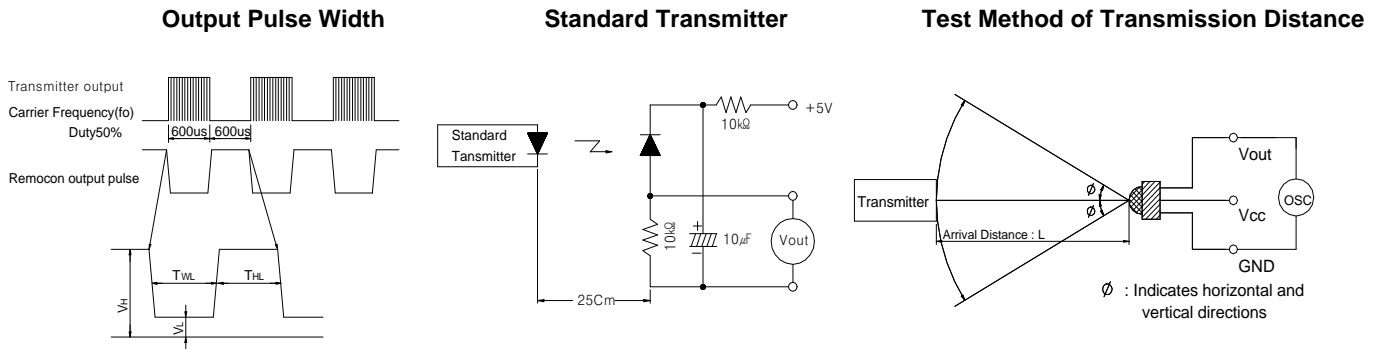 Output Pulse Width
Transmitter output
Carrier Frequency(fo)
Duty50%
600us 600us
Remocon output pulse
TWL THL
VH
VL
Standard Transmitter
Standard
Tansmitter
10kΩ
+5V
10kΩ
+
−
10μF
Vout
25Cm
Test Method of Transmission Distance
Transmitter
ϕ
ϕ
Arrival Distance : L
Vout
Vcc
GND
OSC
ϕ : Indicates horizontal and
vertical directions